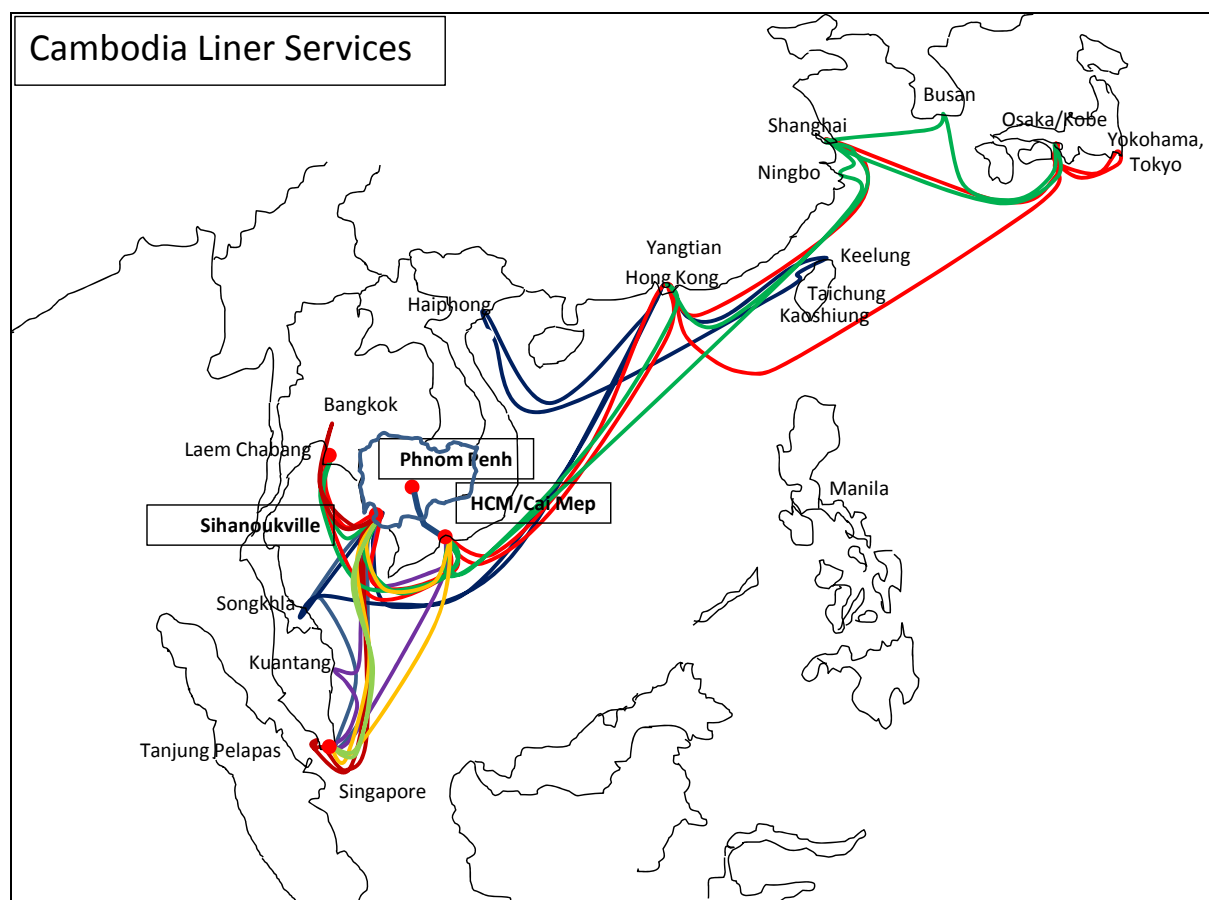 Cambodia Liner Services
Busan
Shanghai
Osaka/Kobe
Yokohama,
Tokyo
Ningbo
Yangtian
Hong Kong
Keelung
Taichung
Kaoshiung
Haiphong
Bangkok
Laem Chabang
Phnom Penh
HCM/Cai Mep
Manila
Sihanoukville
Songkhla
Kuantang
Tanjung Pelapas
Singapore